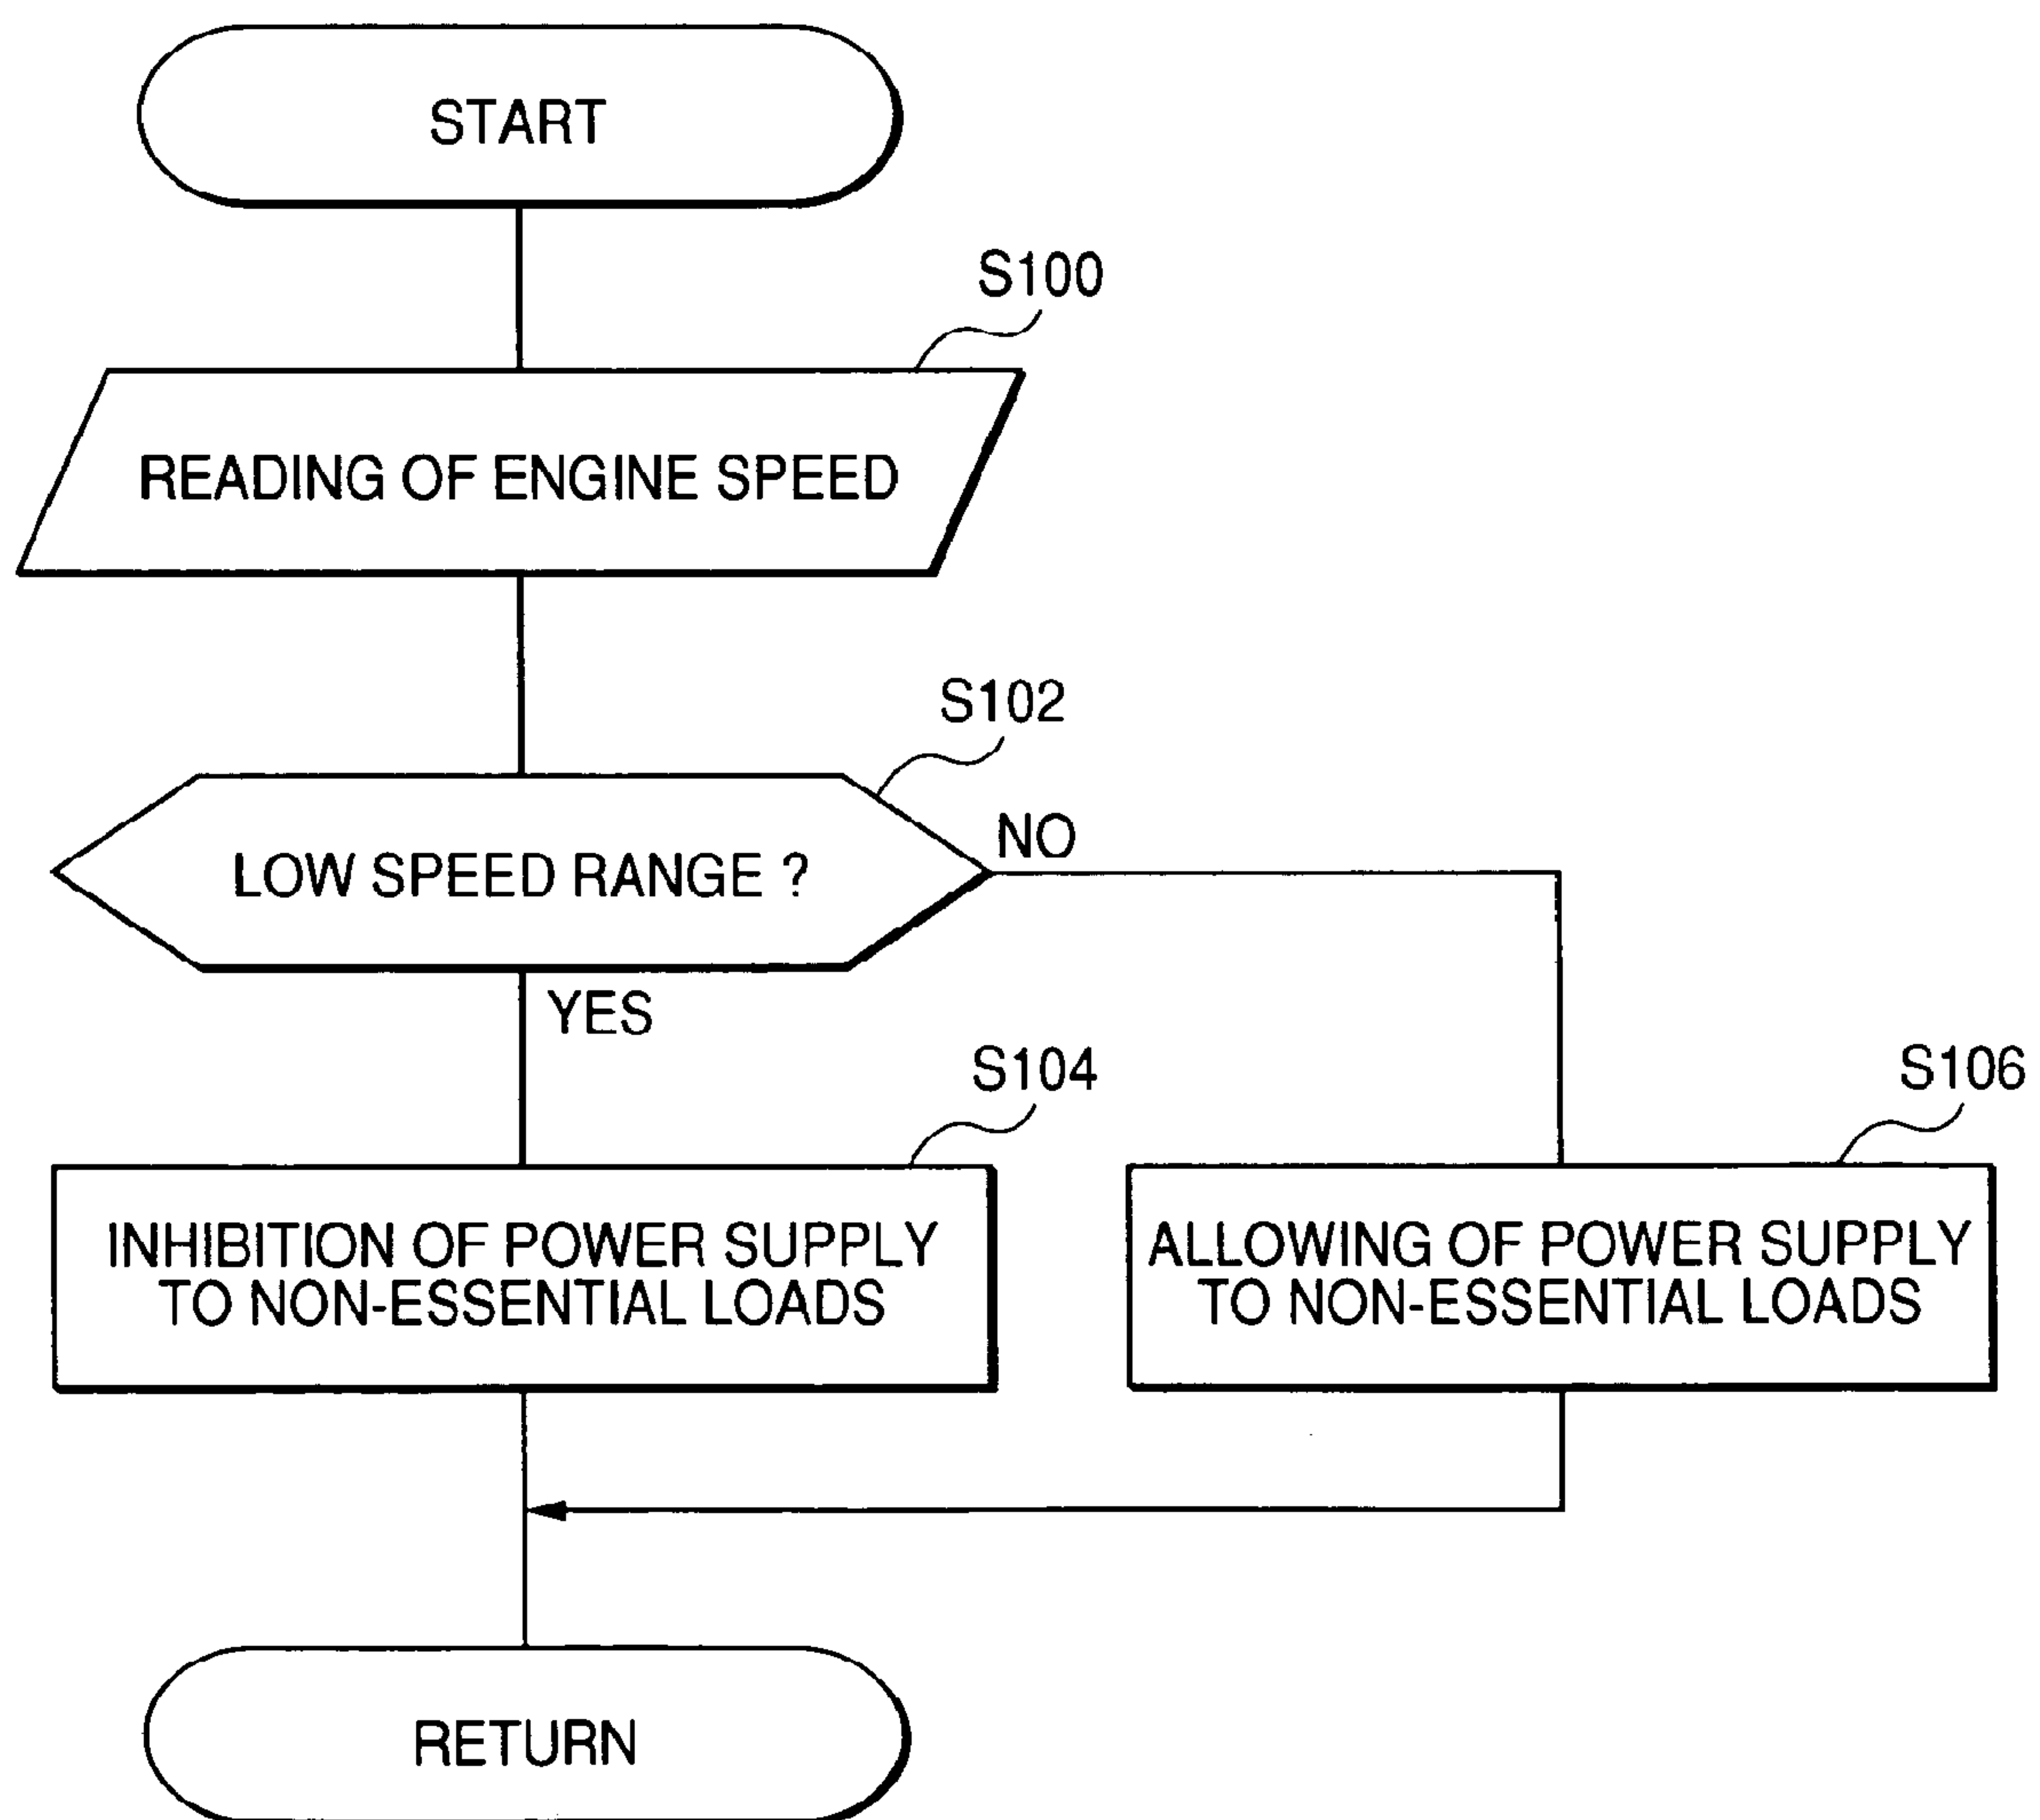 START
S100
READING OF ENGINE SPEED
S102
LOW SPEED RANGE ?
NO
YES
S104
INHIBITION OF POWER SUPPLY
TO NON-ESSENTIAL LOADS
S106
ALLOWING OF POWER SUPPLY
TO NON-ESSENTIAL LOADS
RETURN